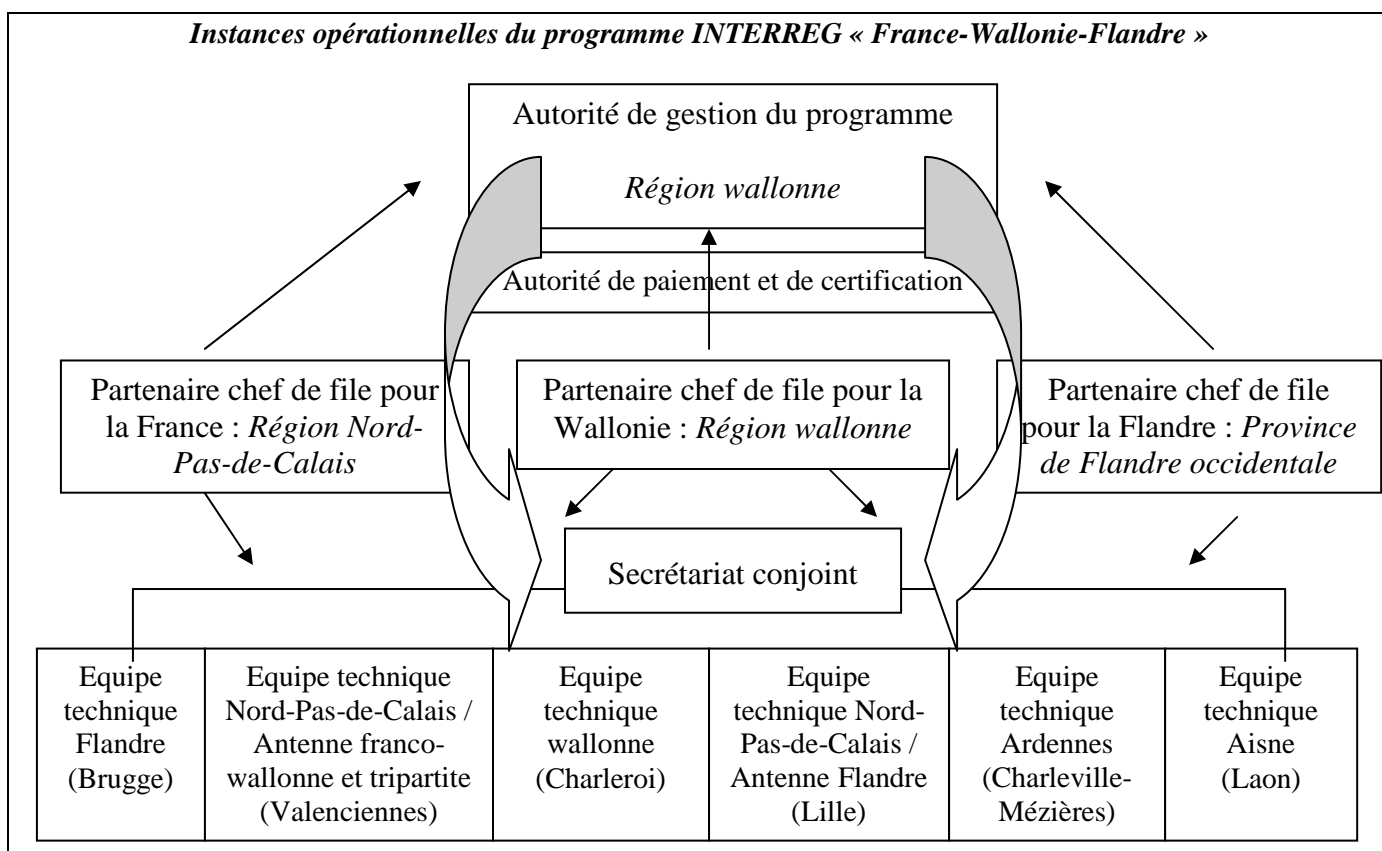 Instances opérationnelles du programme INTERREG « France-Wallonie-Flandre »
Autorité de gestion du programme
Région wallonne
Autorité de paiement et de certification
Partenaire chef de file pour
la France : Région Nord-
Pas-de-Calais
Partenaire chef de file pour la
Wallonie : Région wallonne
Partenaire chef de file
pour la Flandre : Province
de Flandre occidentale
Secrétariat conjoint
Equipe
technique
Flandre
(Brugge)
Equipe technique
Nord-Pas-de-Calais /
Antenne franco-
wallonne et tripartite
(Valenciennes)
Equipe
technique
wallonne
(Charleroi)
Equipe
technique Nord-
Pas-de-Calais /
Antenne Flandre
(Lille)
Equipe
technique
Ardennes
(Charleville-
Mézières)
Equipe
technique
Aisne
(Laon)